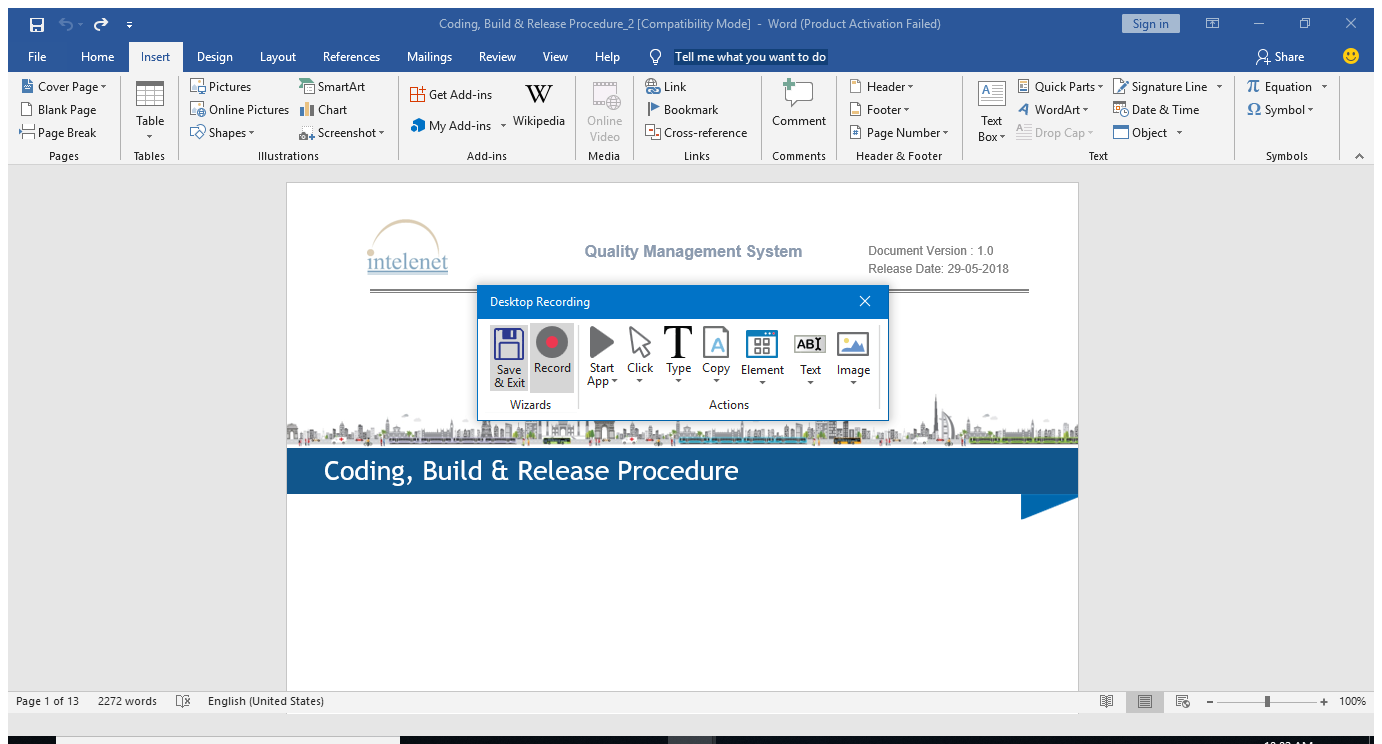 Coding, Build & Release Procedure_2 [Compatibility Mode]  -  Word (Product Activation Failed)
Sign in
File Home Insert Design Layout References Mailings Review View Help Tell me what you want to do Share
Cover Page
Blank Page
Page Break
Pages
Table
Tables
Pictures
Online Pictures
Shapes
SmartArt
Chart
Screenshot
Illustrations
Get Add-ins
My Add-ins
W
Wikipedia
Add-ins
Online
Video
Media
Link
Bookmark
Cross-reference
Links
Comment
Comments
Header
Footer
Page Number
Header & Footer
Text
Box
Quick Parts
WordArt
Drop Cap
Signature Line
Date & Time
Object
Text
Equation
Symbol
Symbols
intelenet
Quality Management System
Document Version : 1.0
Release Date: 29-05-2018
Desktop Recording
Save
& Exit
Record
Wizards
Start
App
Click
Type
Copy
Element
Text
Image
Actions
Coding, Build & Release Procedure
Page 1 of 13 2272 words English (United States) 100%